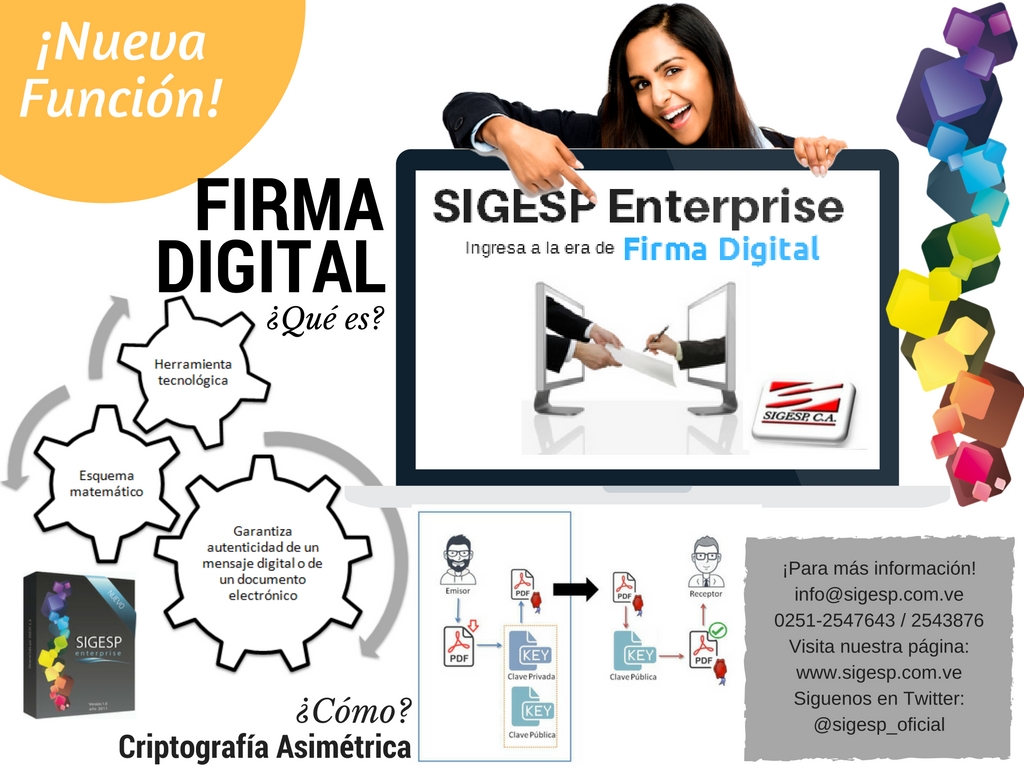 ¡Nueva
Función!
FIRMA
DIGITAL
¿Qué es?
SIGESP Enterprise
Ingresa a la era de Firma Digital
SIGESP, C.A.
Herramienta
tecnológica
Esquema
matemático
Garantiza
autenticidad de un
mensaje digital o de
un documento
electrónico
NUEVO
SIGESP
enterprise
¿Cómo?
Criptografía Asimétrica
Emisor
PDF
PDF
KEY
Clave Privada
KEY
Clave Pública
PDF
KEY
Clave Pública
Receptor
PDF
¡Para más información!
info@sigesp.com.ve
0251-2547643 / 2543876
Visita nuestra página:
www.sigesp.com.ve
Siguenos en Twitter:
@sigesp_oficial